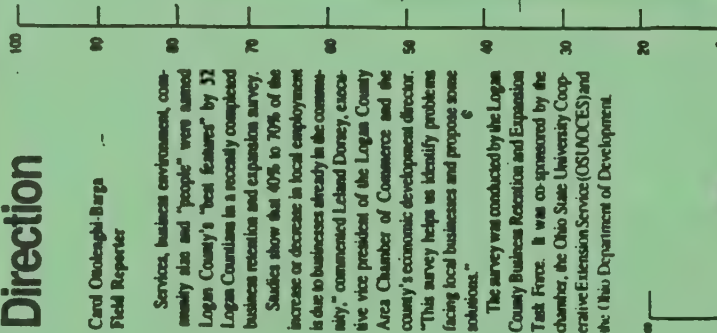 Direction
Carol Ottolenghi-Barga
Field Reporter
Services, business environment, com-
munity size and "people" were named
Logan County's "best features" by 52
Logan Countians in a recently completed
business retention and expansion survey.
Studies show that 40% to 70% of the
increase or decrease in local employment
is due to businesses already in the commu-
nity," commented Leland Dorsey, execu-
tive vice president of the Logan County
Area Chamber of Commerce and the
county's economic development director.
"This survey helps us identify problems
facing local businesses and propose some
solutions."
The survey was conducted by the Logan
County Business Retention and Expansion
Task Force. It was co-sponsored by the
chamber, the Ohio State University Coop-
erative Extension Service (OSUAOCES) and
the Ohio Department of Development.
100
90
80
70
60
50
40
30
20